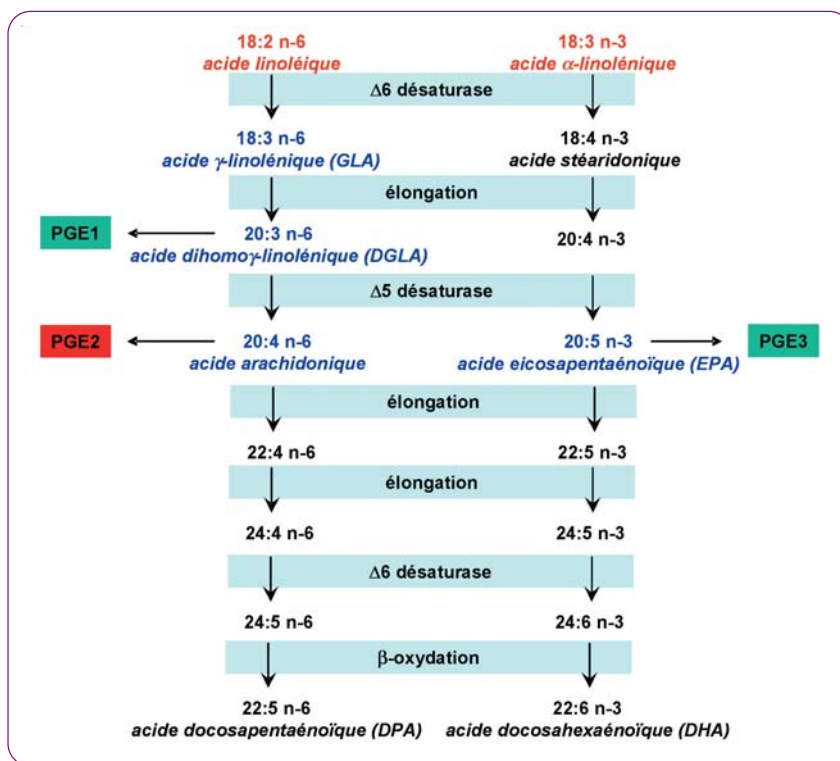 18:2 n-6 18:3 n-3
acide linoléique acide α-linolénique
Δ6 désaturase
18:3 n-6 18:4 n-3
acide γ-linolénique (GLA) acide stéaridonique
élongation
PGE1 20:3 n-6 20:4 n-3
acide dihomoγ-linolénique (DGLA)
Δ5 désaturase
PGE2 20:4 n-6 20:5 n-3 PGE3
acide arachidonique acide eicosapentaénoïque (EPA)
élongation
22:4 n-6 22:5 n-3
élongation
24:4 n-6 24:5 n-3
Δ6 désaturase
24:5 n-6 24:6 n-3
β-oxydation
22:5 n-6 22:6 n-3
acide docosapentaénoïque (DPA) acide docosahexaénoïque (DHA)